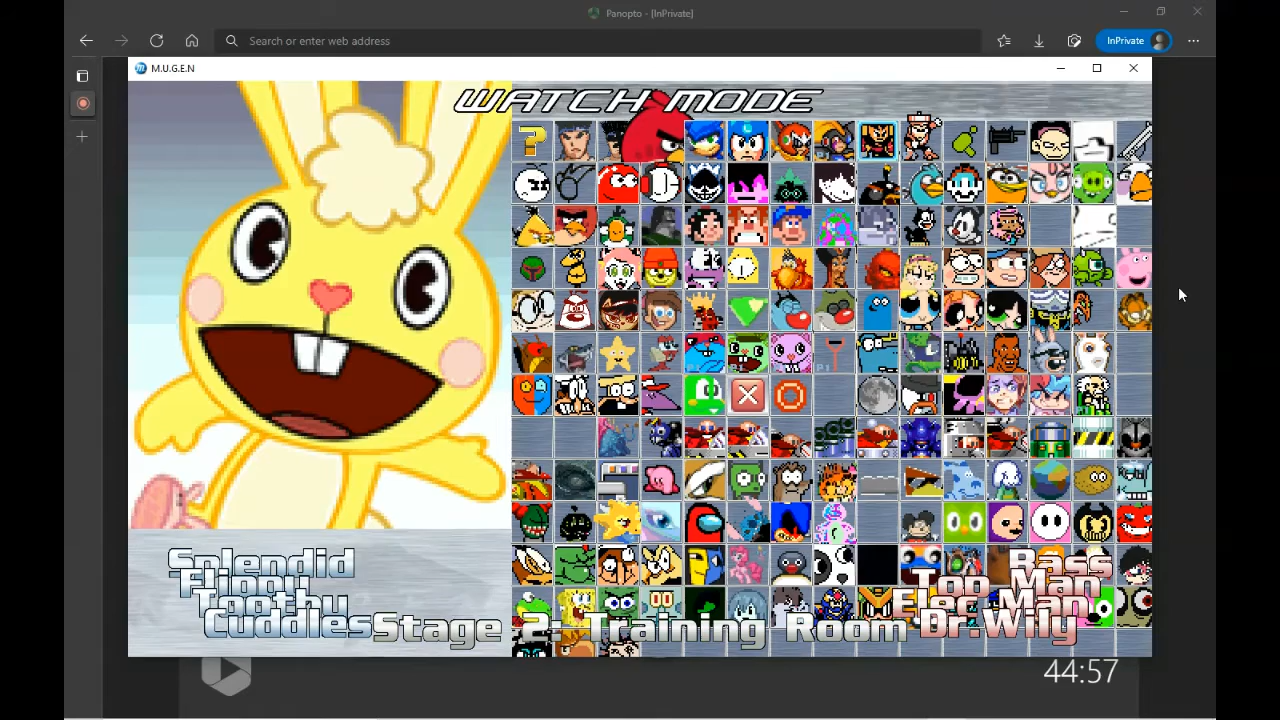 Panopto - [InPrivate]
Search or enter web address
InPrivate
M.U.G.E.N
WATCH MODE
Splendid
Flippy
Toothy
Cuddles
Bass
Top Man
Elec Man
Dr.Wily
Stage 2: Training Room
44:57